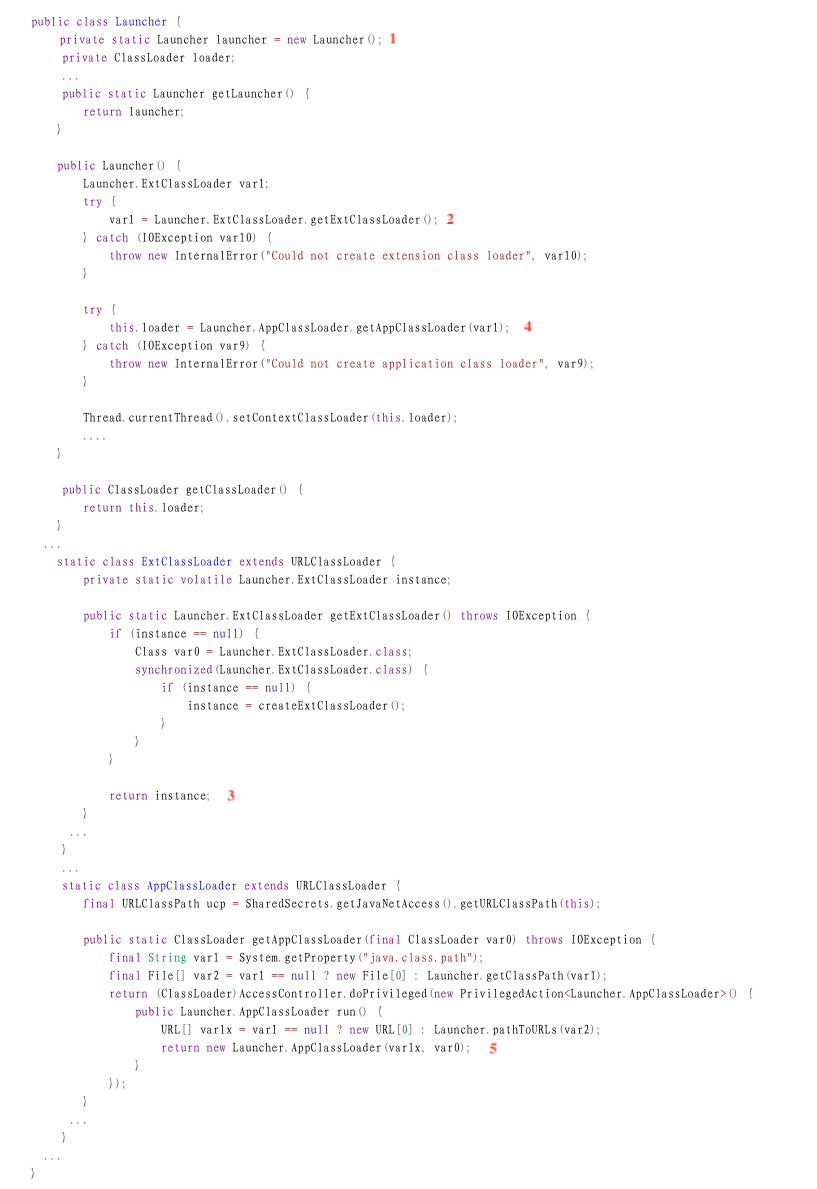 public class Launcher {
private static Launcher launcher = new Launcher(); 1
private ClassLoader loader;
...
public static Launcher getLauncher() {
return launcher;
}
public Launcher() {
Launcher.ExtClassLoader var1;
try {
var1 = Launcher.ExtClassLoader.getExtClassLoader(); 2
} catch (IOException var10) {
throw new InternalError("Could not create extension class loader", var10);
}
try {
this.loader = Launcher.AppClassLoader.getAppClassLoader(var1); 4
} catch (IOException var9) {
throw new InternalError("Could not create application class loader", var9);
}
Thread.currentThread().setContextClassLoader(this.loader);
....
}
public ClassLoader getClassLoader() {
return this.loader;
}
...
static class ExtClassLoader extends URLClassLoader {
private static volatile Launcher.ExtClassLoader instance;
public static Launcher.ExtClassLoader getExtClassLoader() throws IOException {
if (instance == null) {
Class var0 = Launcher.ExtClassLoader.class;
synchronized(Launcher.ExtClassLoader.class) {
if (instance == null) {
instance = createExtClassLoader();
}
}
}
return instance; 3
}
...
}
...
static class AppClassLoader extends URLClassLoader {
final URLClassPath ucp = SharedSecrets.getJavaNetAccess().getURLClassPath(this);
public static ClassLoader getAppClassLoader(final ClassLoader var0) throws IOException {
final String var1 = System.getProperty("java.class.path");
final File[] var2 = var1 == null ? new File[0] : Launcher.getClassPath(var1);
return (ClassLoader)AccessController.doPrivileged(new PrivilegedAction<Launcher.AppClassLoader>() {
public Launcher.AppClassLoader run() {
URL[] var1x = var1 == null ? new URL[0] : Launcher.pathToURLs(var2);
return new Launcher.AppClassLoader(var1x, var0); 5
}
});
}
...
}
...
}